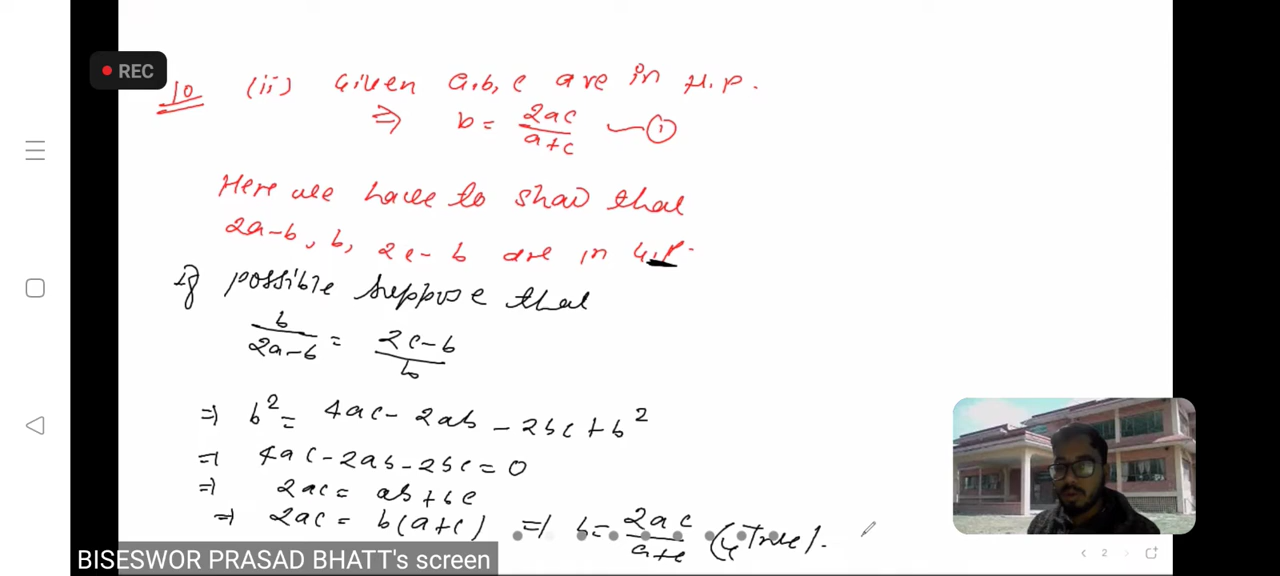 REC
10 (ii) Given a, b, c are in H.P.
⇒ b = 2ac/(a+c) — ①
Here we have to show that
2a-b, b, 2c-b are in G.P.
if possible suppose that
b/(2a-b) = (2c-b)/b
⇒ b² = 4ac - 2ab - 2bc + b²
⇒ 4ac - 2ab - 2bc = 0
⇒ 2ac = ab + bc
⇒ 2ac = b(a+c) ⇒ b = 2ac/(a+c) ( True).
2
BISESWOR PRASAD BHATT's screen